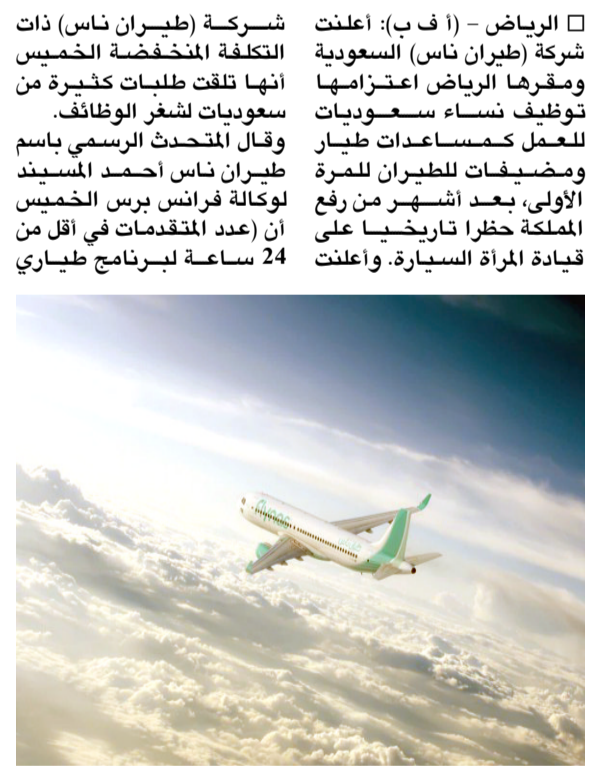 □ الرياض – (أ ف ب): أعلنت
شركة (طيران ناس) السعودية
ومقرها الرياض اعتزامها
توظيف نساء سعوديات
للعمل كمساعدات طيار
ومضيفات للطيران للمرة
الأولى، بعد أشهر من رفع
المملكة حظرا تاريخيا على
قيادة المرأة السيارة. وأعلنت
شركة (طيران ناس) ذات
التكلفة المنخفضة الخميس
أنها تلقت طلبات كثيرة من
سعوديات لشغر الوظائف.
وقال المتحدث الرسمي باسم
طيران ناس أحمد المسيند
لوكالة فرانس برس الخميس
أن (عدد المتقدمات في أقل من
24 ساعة لبرنامج طياري
flynas